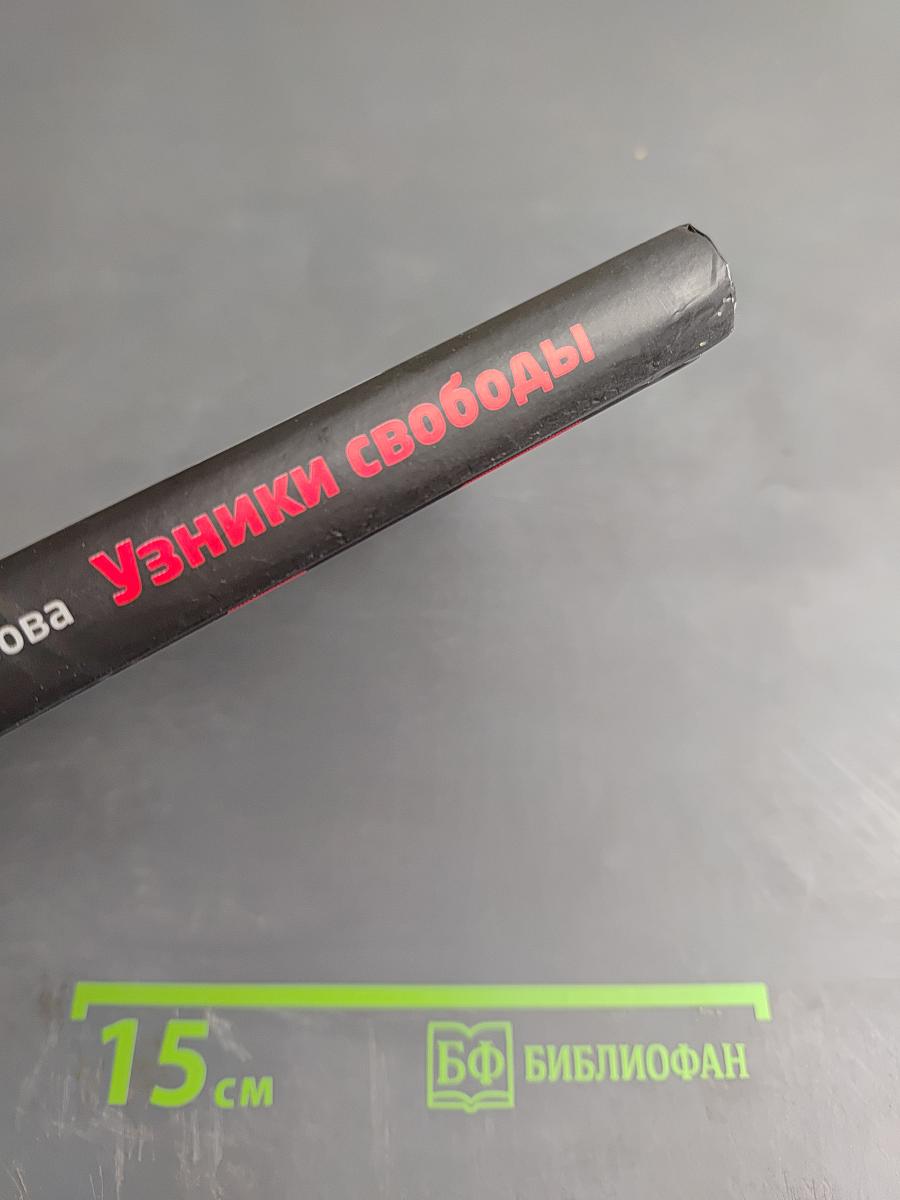 ова Узники свободы
15 см
БФ БИБЛИОФАН